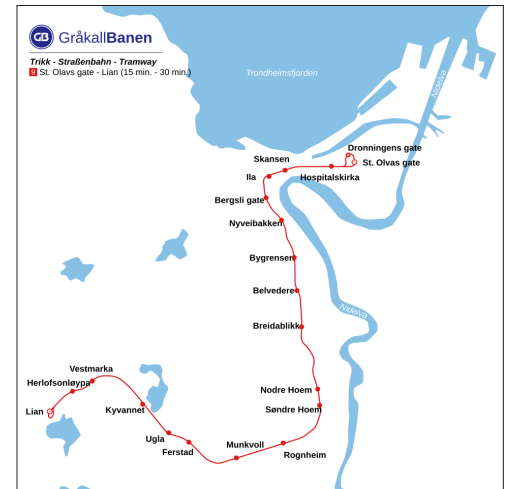 GB GråkallBanen
Trikk - Straßenbahn - Tramway
9 St. Olavs gate - Lian (15 min. - 30 min.)
Trondheimsfjorden
Nidelva
Dronningens gate
Skansen
St. Olvas gate
Ila
Hospitalskirka
Bergsli gate
Nyveibakken
Bygrensen
Belvedere
Nidelva
Breidablikk
Vestmarka
Herlofsonløypa
Nodre Hoem
Lian
Kyvannet
Søndre Hoem
Ugla
Munkvoll
Ferstad
Rognheim